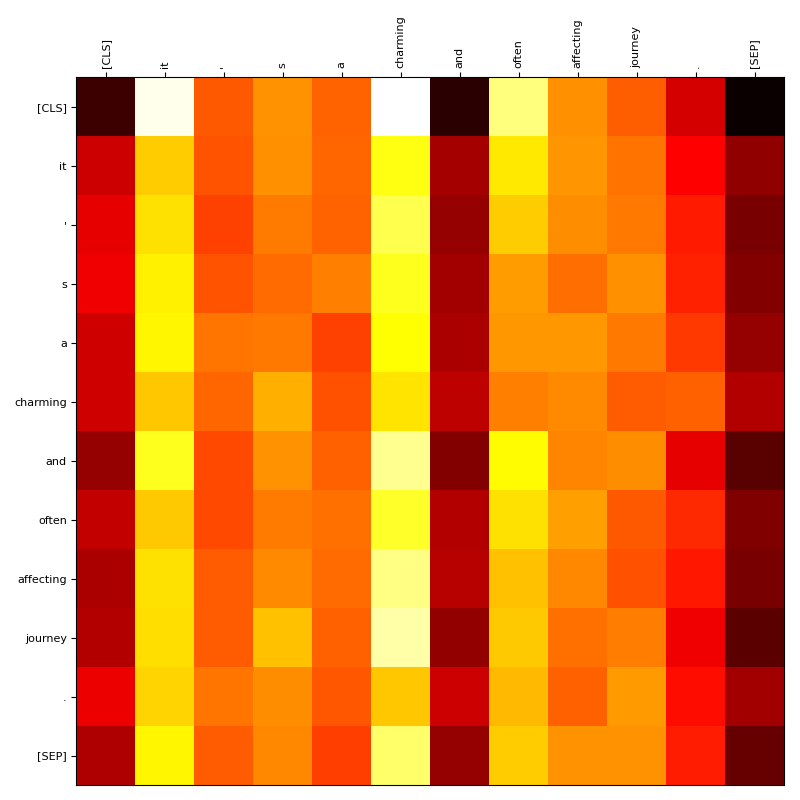 [CLS] it ' s a charming and often affecting journey . [SEP]
[CLS]
it
'
s
a
charming
and
often
affecting
journey
.
[SEP]